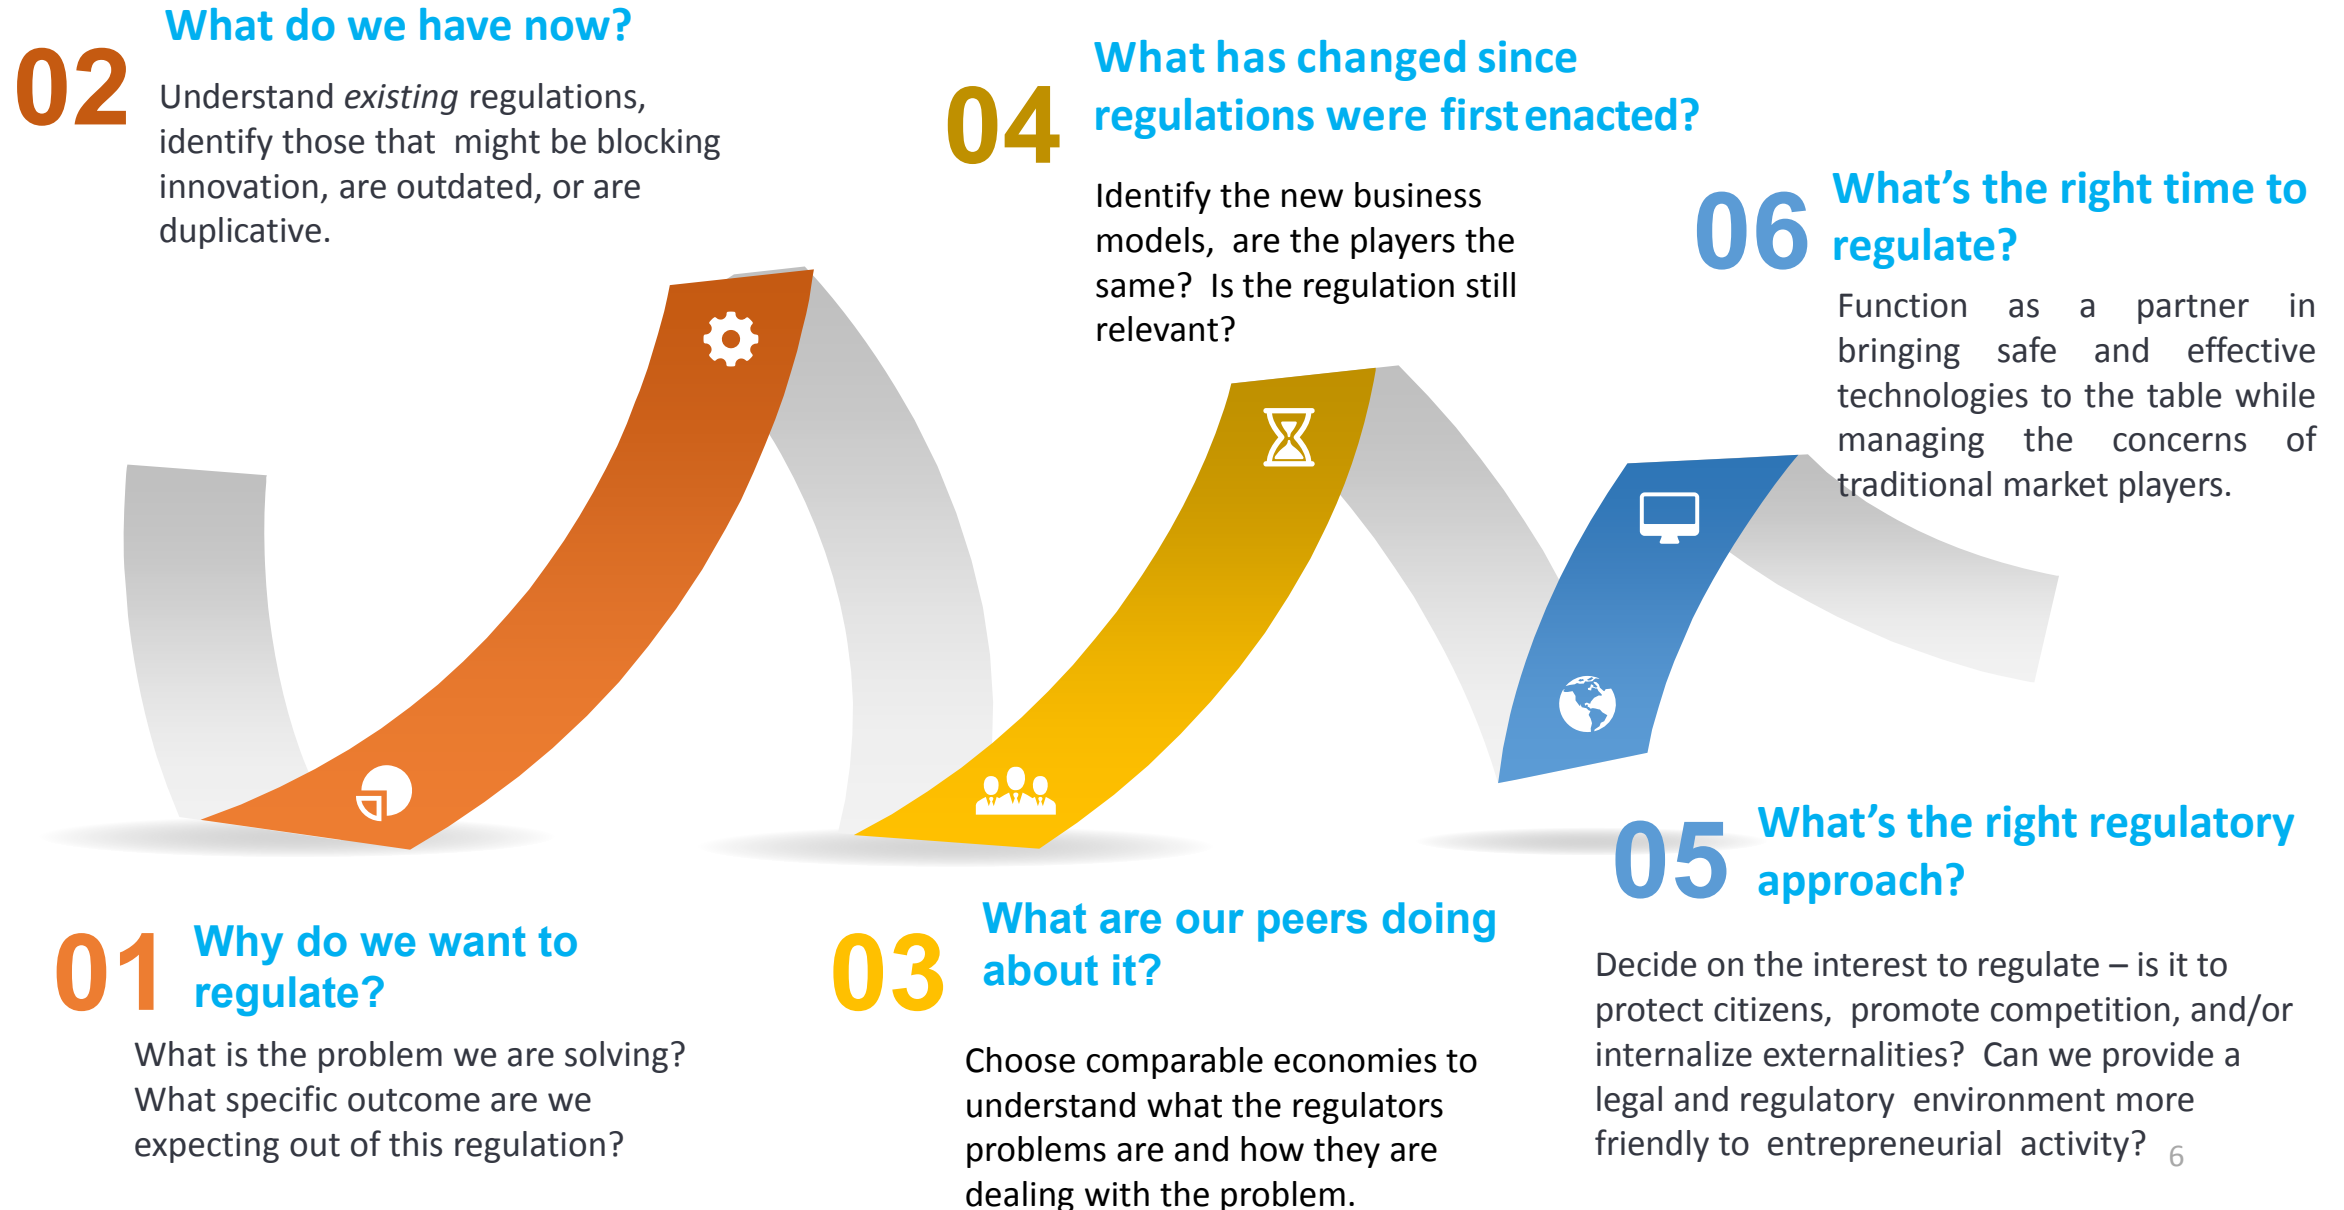 01
Why do we want to
regulate?
What is the problem we are solving?
What specific outcome are we
expecting out of this regulation?
02
What do we have now?
Understand existing regulations,
identify those that might be blocking
innovation, are outdated, or are
duplicative.
03
What are our peers doing
about it?
Choose comparable economies to
understand what the regulators
problems are and how they are
dealing with the problem.
04
What has changed since
regulations were first enacted?
Identify the new business
models, are the players the
same? Is the regulation still
relevant?
05
What's the right regulatory
approach?
Decide on the interest to regulate – is it to
protect citizens, promote competition, and/or
internalize externalities? Can we provide a
legal and regulatory environment more
friendly to entrepreneurial activity?
06
What's the right time to
regulate?
Function as a partner in
bringing safe and effective
technologies to the table while
managing the concerns of
traditional market players.
6